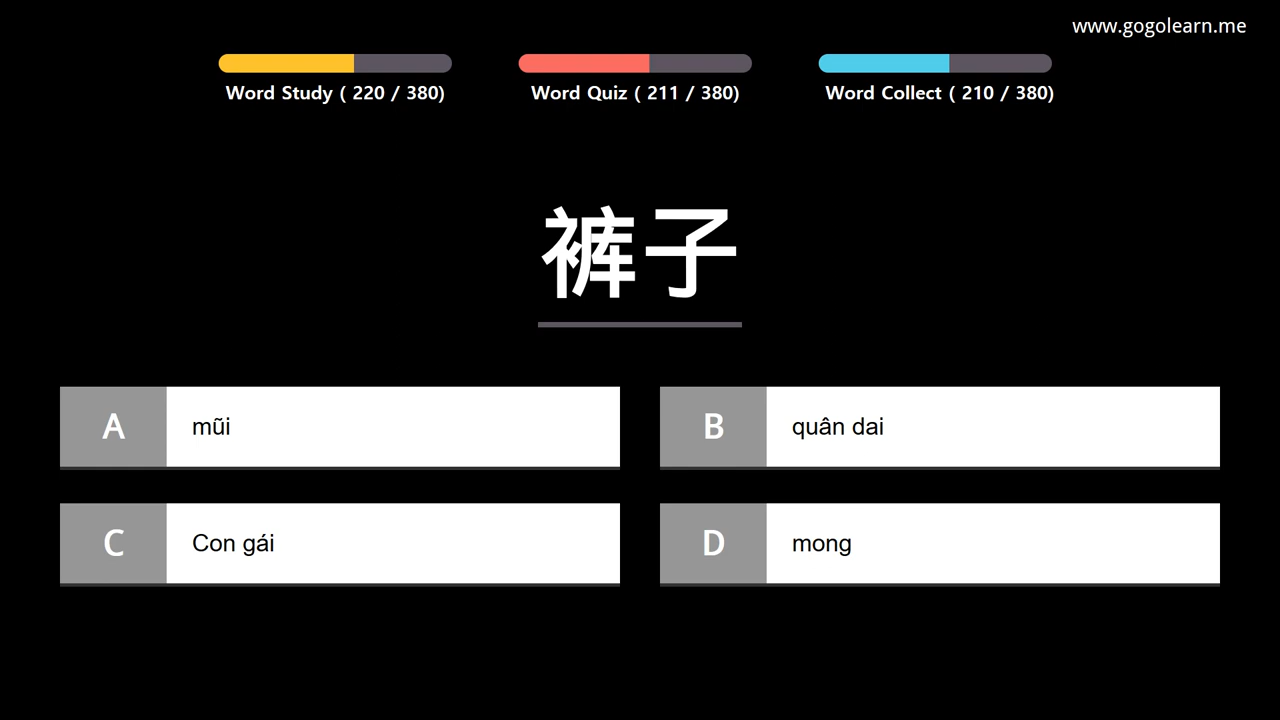 www.gogolearn.me
Word Study ( 220 / 380)
Word Quiz ( 211 / 380)
Word Collect ( 210 / 380)
裤子
A mũi
B quân dai
C Con gái
D mong